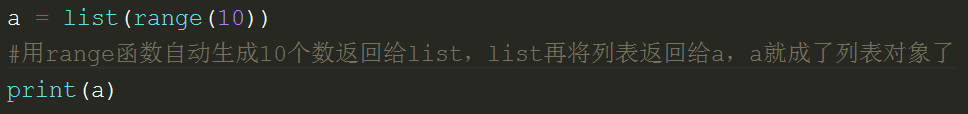 a = list(range(10))
#用range函数自动生成10个数返回给list，list再将列表返回给a，a就成了列表对象了
print(a)